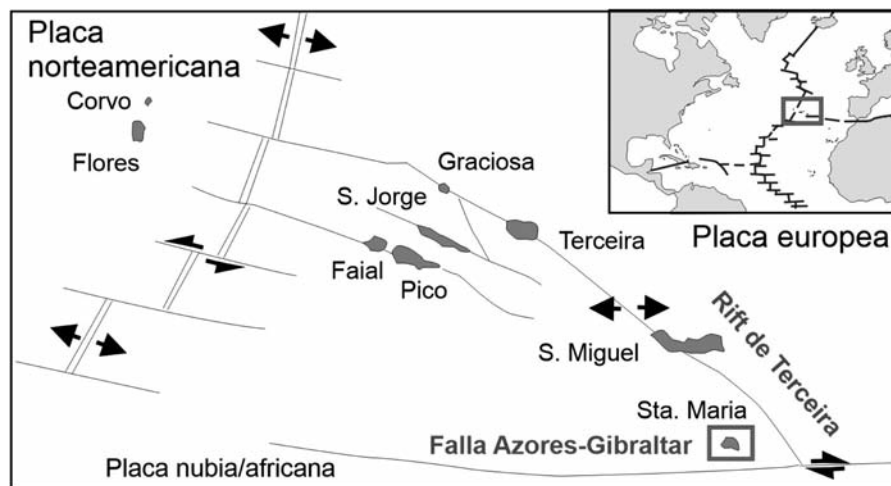 Placa
norteamericana
Corvo
Flores
Graciosa
S. Jorge
Terceira
Placa europea
Faial
Pico
Rift de Terceira
S. Miguel
Sta. Maria
Falla Azores-Gibraltar
Placa nubia/africana